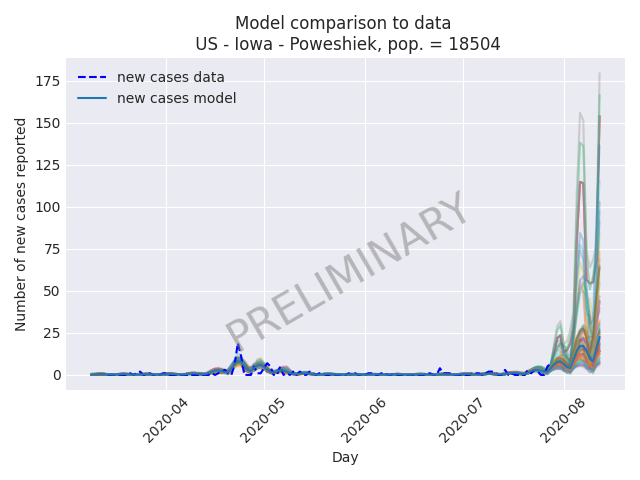 Model comparison to data
US - Iowa - Poweshiek, pop. = 18504
new cases data
new cases model
Number of new cases reported
175
150
125
100
75
50
25
0
PRELIMINARY
2020-04
2020-05
2020-06
2020-07
2020-08
Day